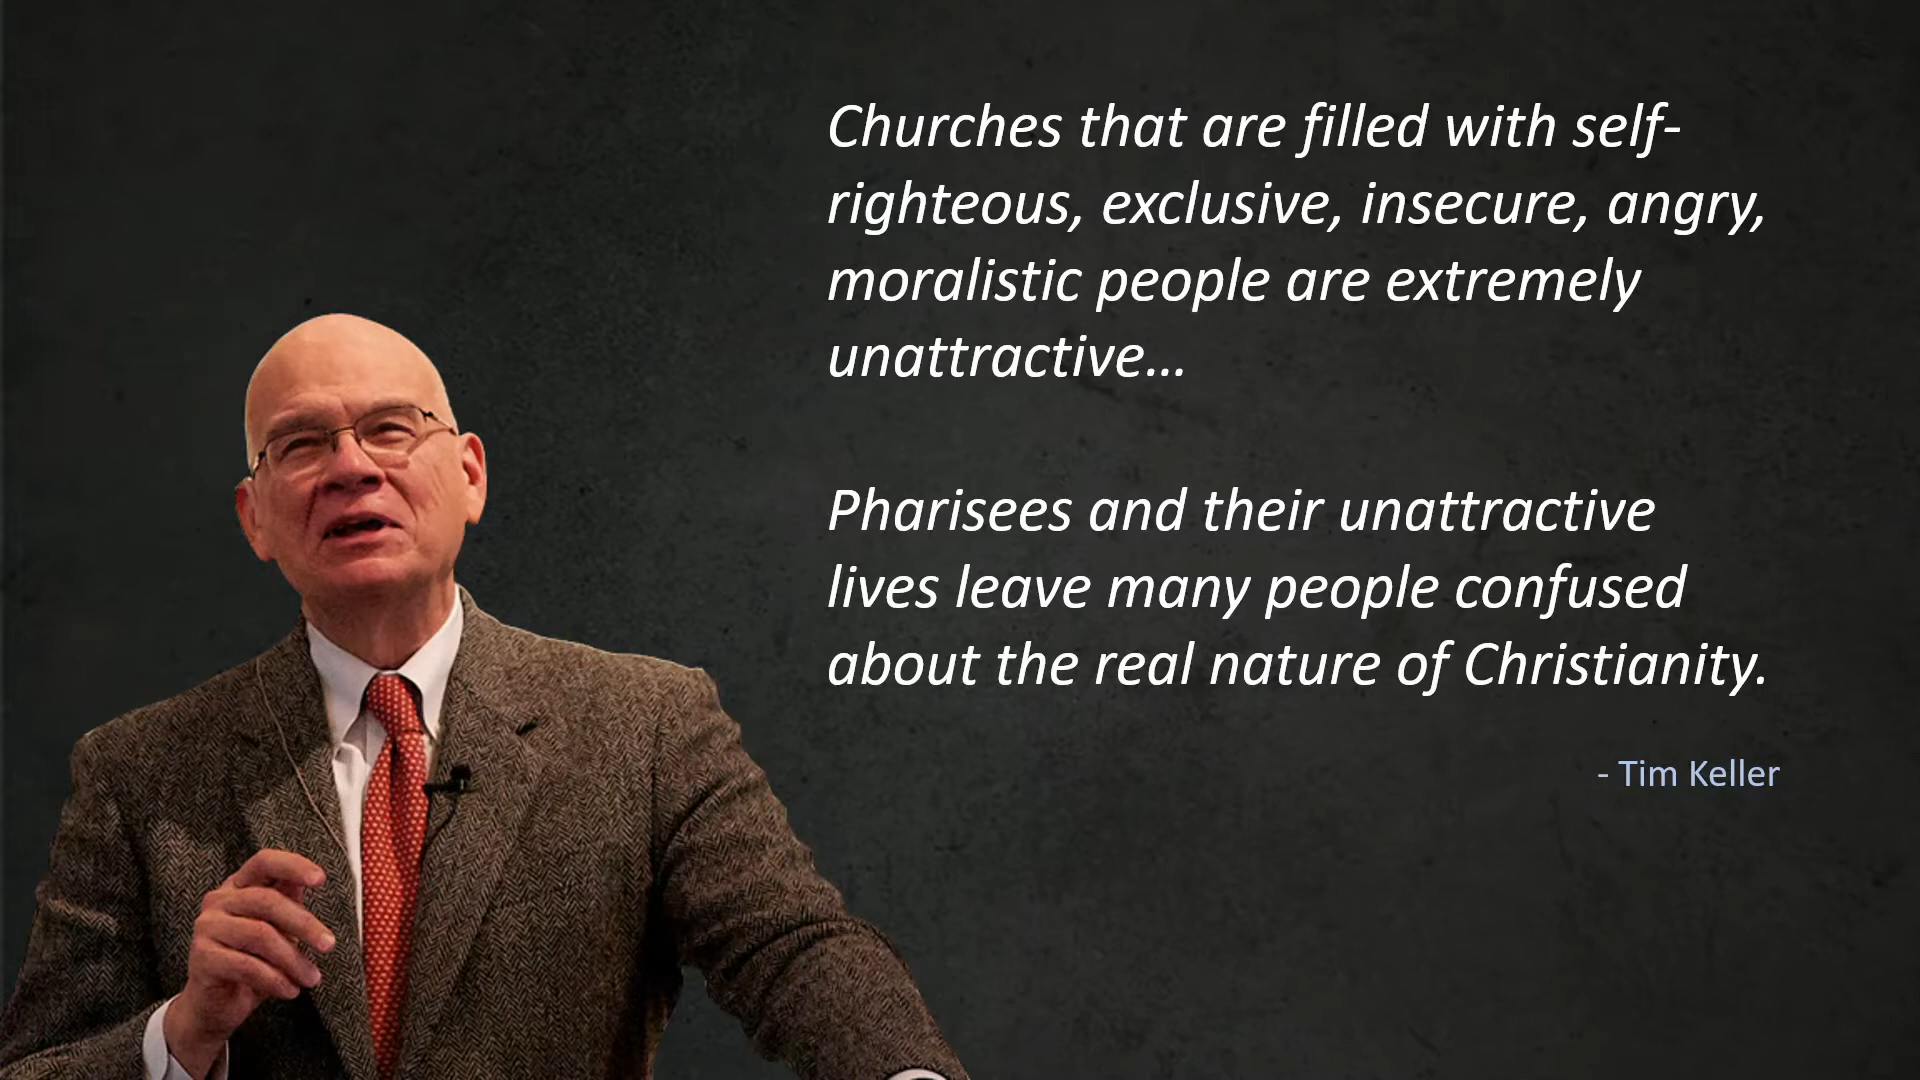 Churches that are filled with self-
righteous, exclusive, insecure, angry,
moralistic people are extremely
unattractive…
Pharisees and their unattractive
lives leave many people confused
about the real nature of Christianity.
- Tim Keller